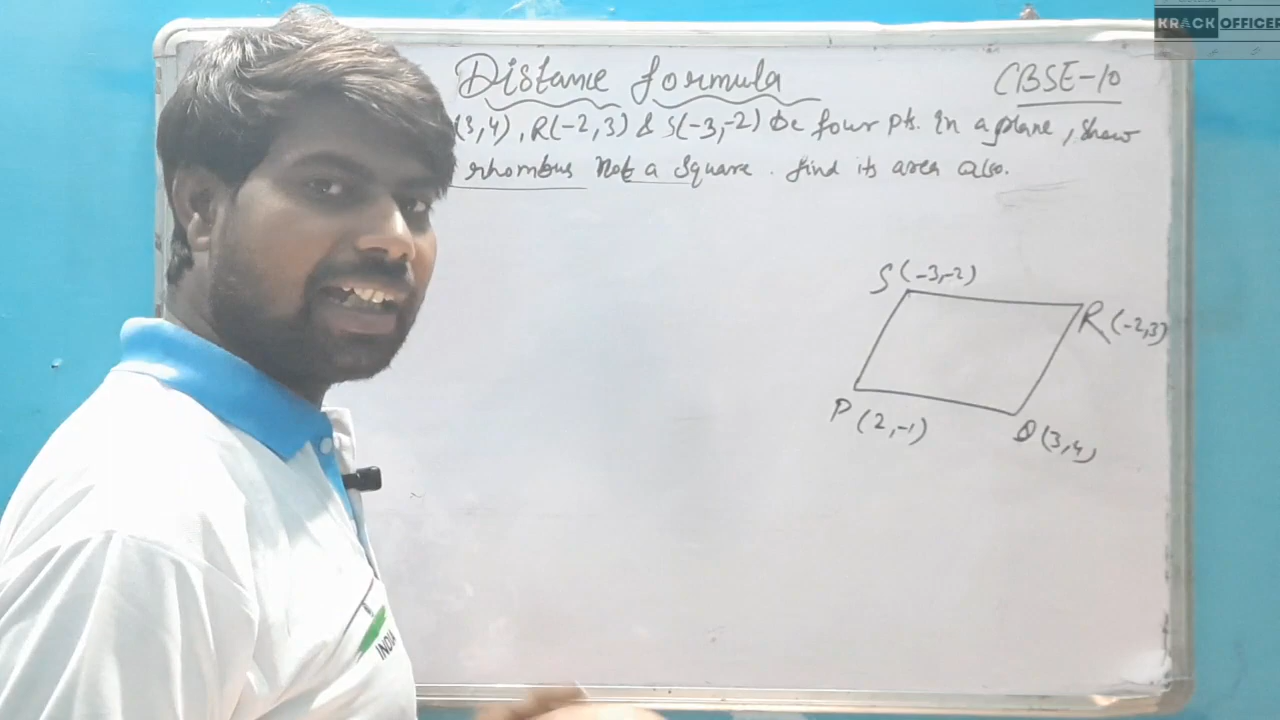 KRACK OFFICER
Distance formula
CBSE-10
(3,4), R(-2,3) & S(-3,-2) be four pts. in a plane, show
rhombus Not a square. find its area also.
S(-3,-2)
R(-2,3)
P(2,-1)
Q(3,4)
INDIA